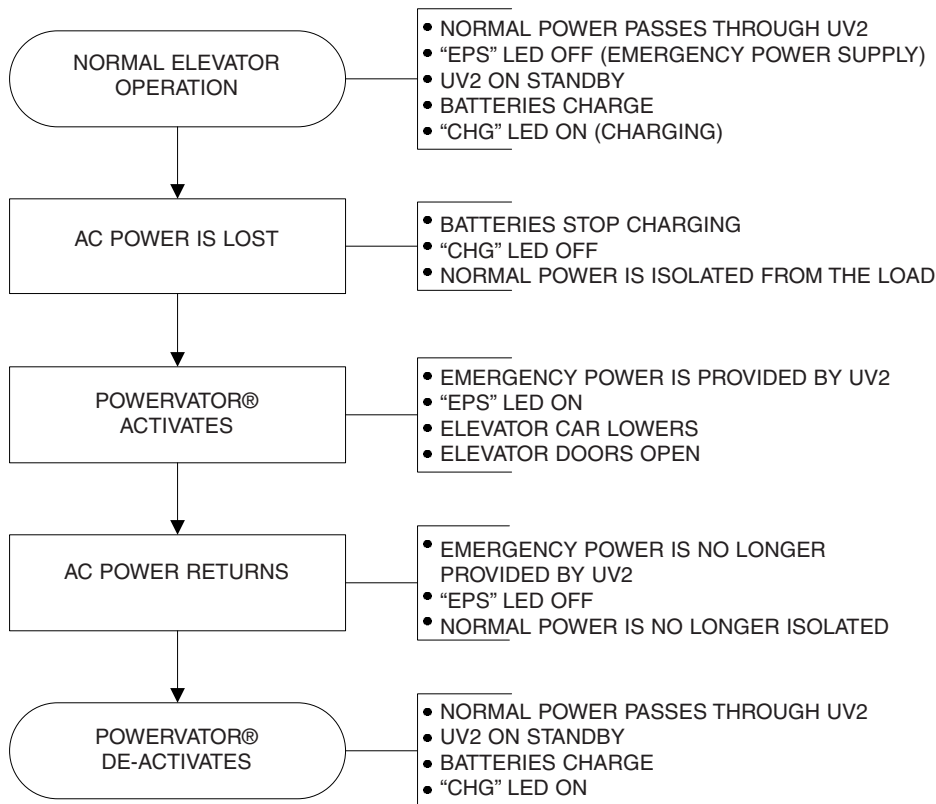 NORMAL ELEVATOR
OPERATION
• NORMAL POWER PASSES THROUGH UV2
• “EPS” LED OFF (EMERGENCY POWER SUPPLY)
• UV2 ON STANDBY
• BATTERIES CHARGE
• “CHG” LED ON (CHARGING)
AC POWER IS LOST
• BATTERIES STOP CHARGING
• “CHG” LED OFF
• NORMAL POWER IS ISOLATED FROM THE LOAD
POWERVATOR®
ACTIVATES
• EMERGENCY POWER IS PROVIDED BY UV2
• “EPS” LED ON
• ELEVATOR CAR LOWERS
• ELEVATOR DOORS OPEN
AC POWER RETURNS
• EMERGENCY POWER IS NO LONGER
PROVIDED BY UV2
• “EPS” LED OFF
• NORMAL POWER IS NO LONGER ISOLATED
POWERVATOR®
DE-ACTIVATES
• NORMAL POWER PASSES THROUGH UV2
• UV2 ON STANDBY
• BATTERIES CHARGE
• “CHG” LED ON